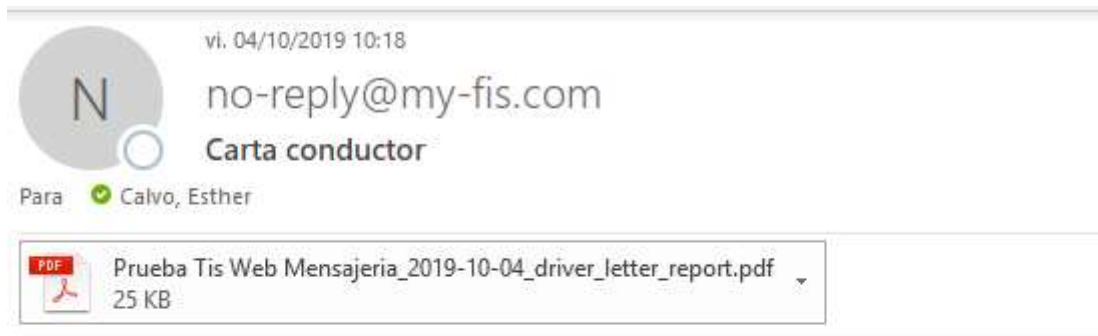 vi. 04/10/2019 10:18
N
no-reply@my-fis.com
Carta conductor
Para Calvo, Esther
PDF
Prueba Tis Web Mensajeria_2019-10-04_driver_letter_report.pdf
25 KB